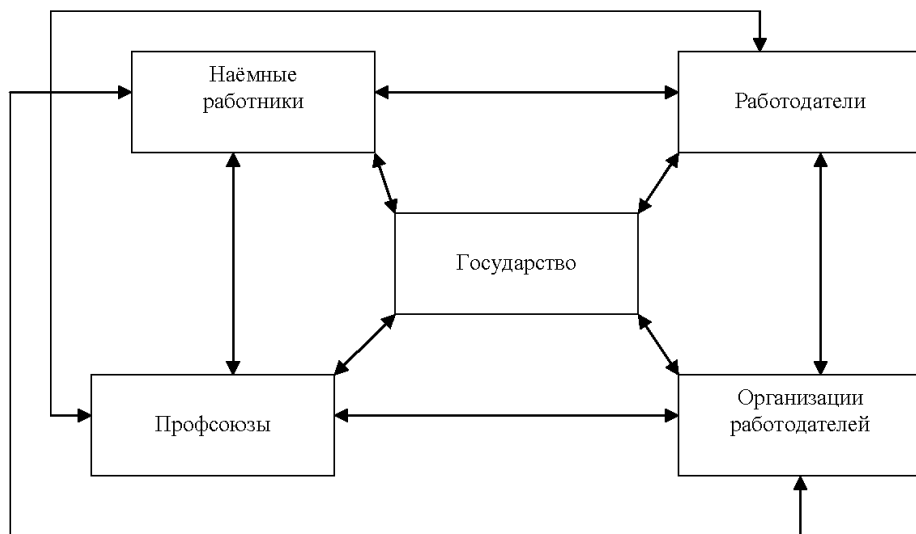 Наёмные
работники
Работодатели
Государство
Профсоюзы
Организации
работодателей